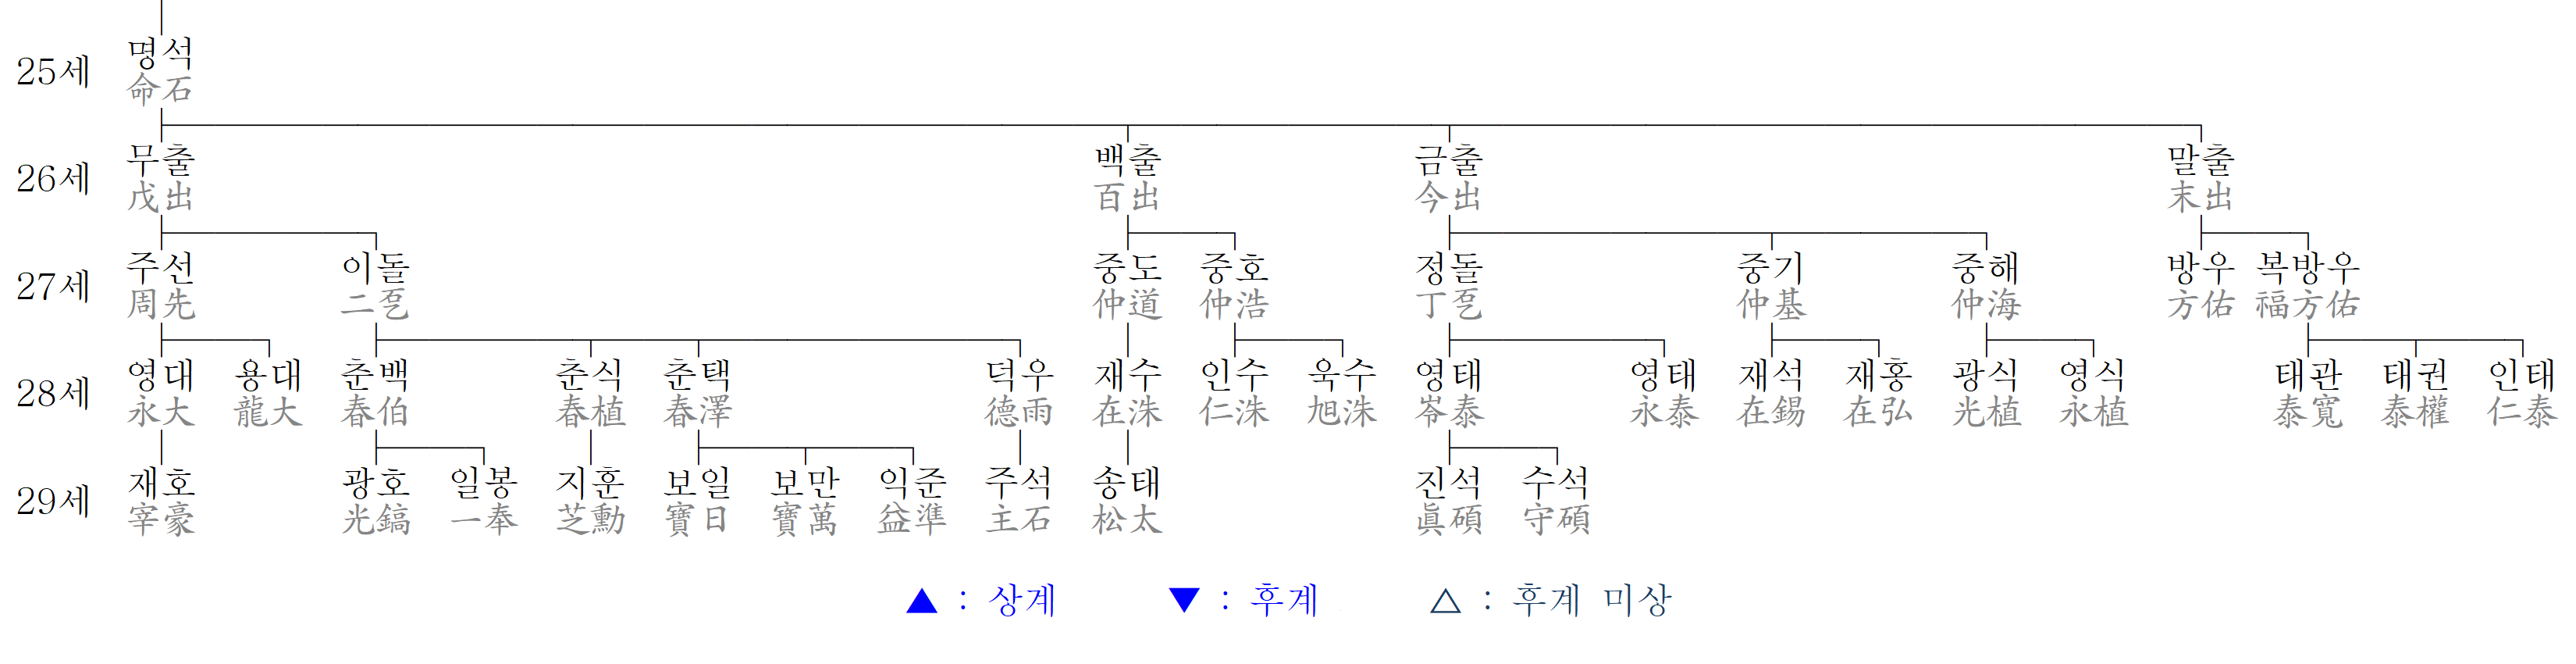 25세 명석
命石
26세 무출 백출 금출 말출
戊出 百出 今出 末出
27세 주선 이돌 중도 중호 정돌 중기 중해 방우 복방우
周先 二乭 仲道 仲浩 丁乭 仲基 仲海 方佑 福方佑
28세 영대 용대 춘백 춘식 춘택 덕우 재수 인수 욱수 영태 영태 재석 재홍 광식 영식 태관 태권 인태
永大 龍大 春伯 春植 春澤 德雨 在洙 仁洙 旭洙 岺泰 永泰 在錫 在弘 光植 永植 泰寬 泰權 仁泰
29세 재호 광호 일봉 지훈 보일 보만 익준 주석 송태 진석 수석
宰豪 光鎬 一奉 芝勳 寶日 寶萬 益準 主石 松太 眞碩 守碩
▲ : 상계 ▼ : 후계 △ : 후계 미상